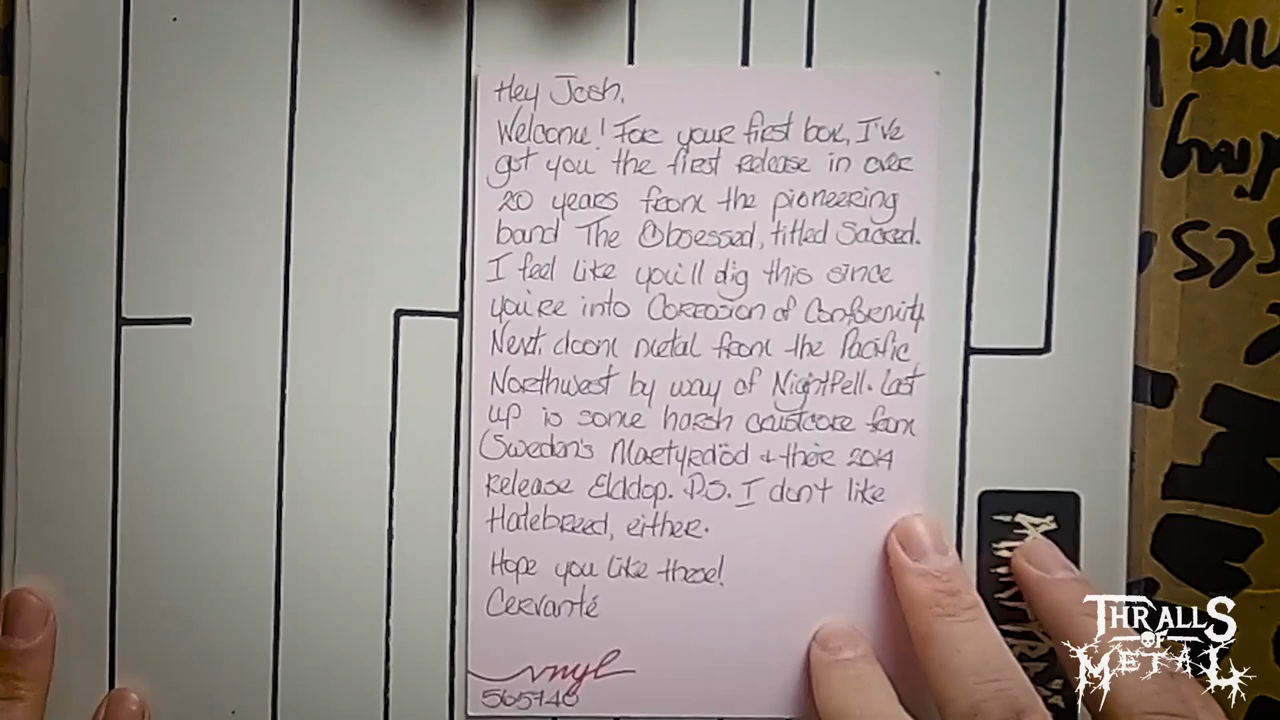 Hey Josh,
Welcome! For your first box, I've
got you the first release in over
20 years from the pioneering
band The Obsessed, titled Sacred.
I feel like you'll dig this since
you're into Corrosion of Conformity.
Next, doom metal from the Pacific
Northwest by way of Nightfell. Last
up is some harsh crustcore from
Sweden's Martyrdöd + their 2014
release Elddop. P.S. I don't like
Hatebreed, either.
Hope you like these!
Cervanté
vnyl
565740
THRALLS
OF
METAL